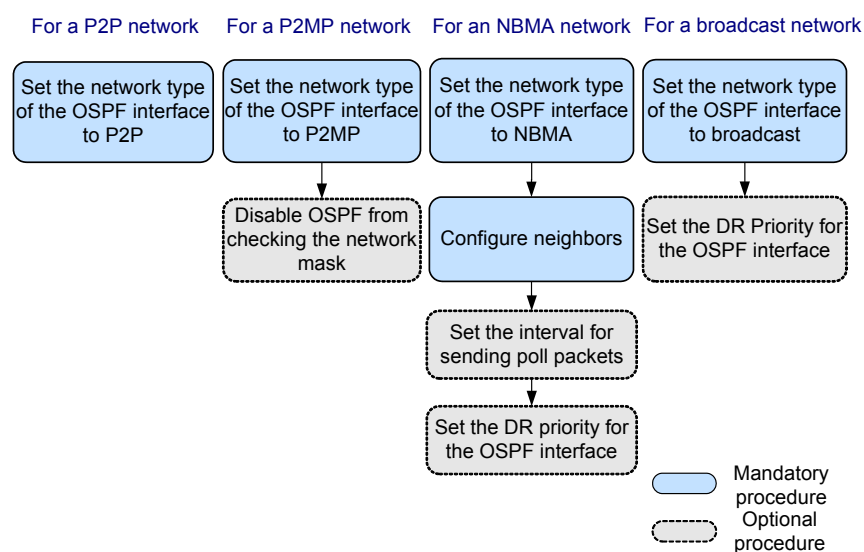 For a P2P network
For a P2MP network
For an NBMA network
For a broadcast network
Set the network type
of the OSPF interface
to P2P
Set the network type
of the OSPF interface
to P2MP
Set the network type
of the OSPF interface
to NBMA
Set the network type
of the OSPF interface
to broadcast
Disable OSPF from
checking the network
mask
Configure neighbors
Set the DR Priority for
the OSPF interface
Set the interval for
sending poll packets
Set the DR priority for
the OSPF interface
Mandatory
procedure
Optional
procedure